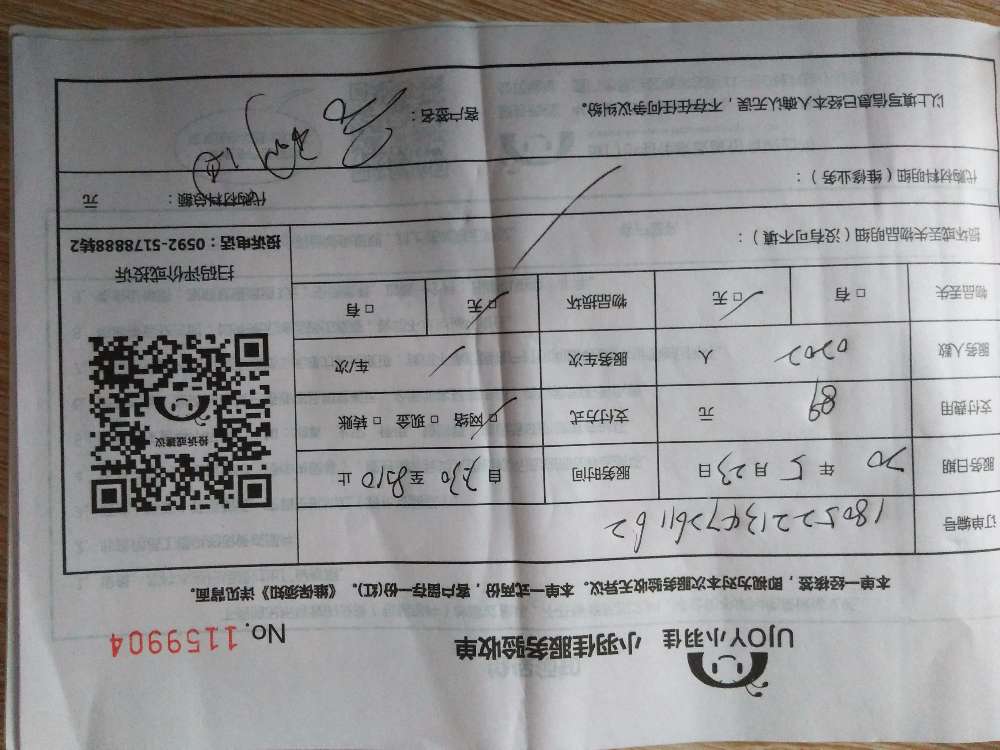 UJOY小羽佳 小羽佳服务验收单 No. 1159904
本单一经核签，即视为对本次服务验收无异议。本单一式两份，客户留存一份(红)。《维保须知》详见背面。
订单编号 1805221347261162
服务日期 20 年 5 月 23 日 服务时间 自 7:30 至 8:10 止
支付费用 89 元 支付方式 □ 网络 □ 现金 □ 转账
服务人数 0202 人 服务车次 车/次
物品丢失 □ 有 □ 无 物品损坏 □ 无 □ 有
损坏或丢失物品明细（没有可不填）：
代购材料明细（维修业务）： 代购材料总额： 元
以上填写信息已经本人确认无误，不存在任何争议纠纷。 客户签名：
投诉或建议
扫码评价或投诉
投诉电话：0592-5178888转2